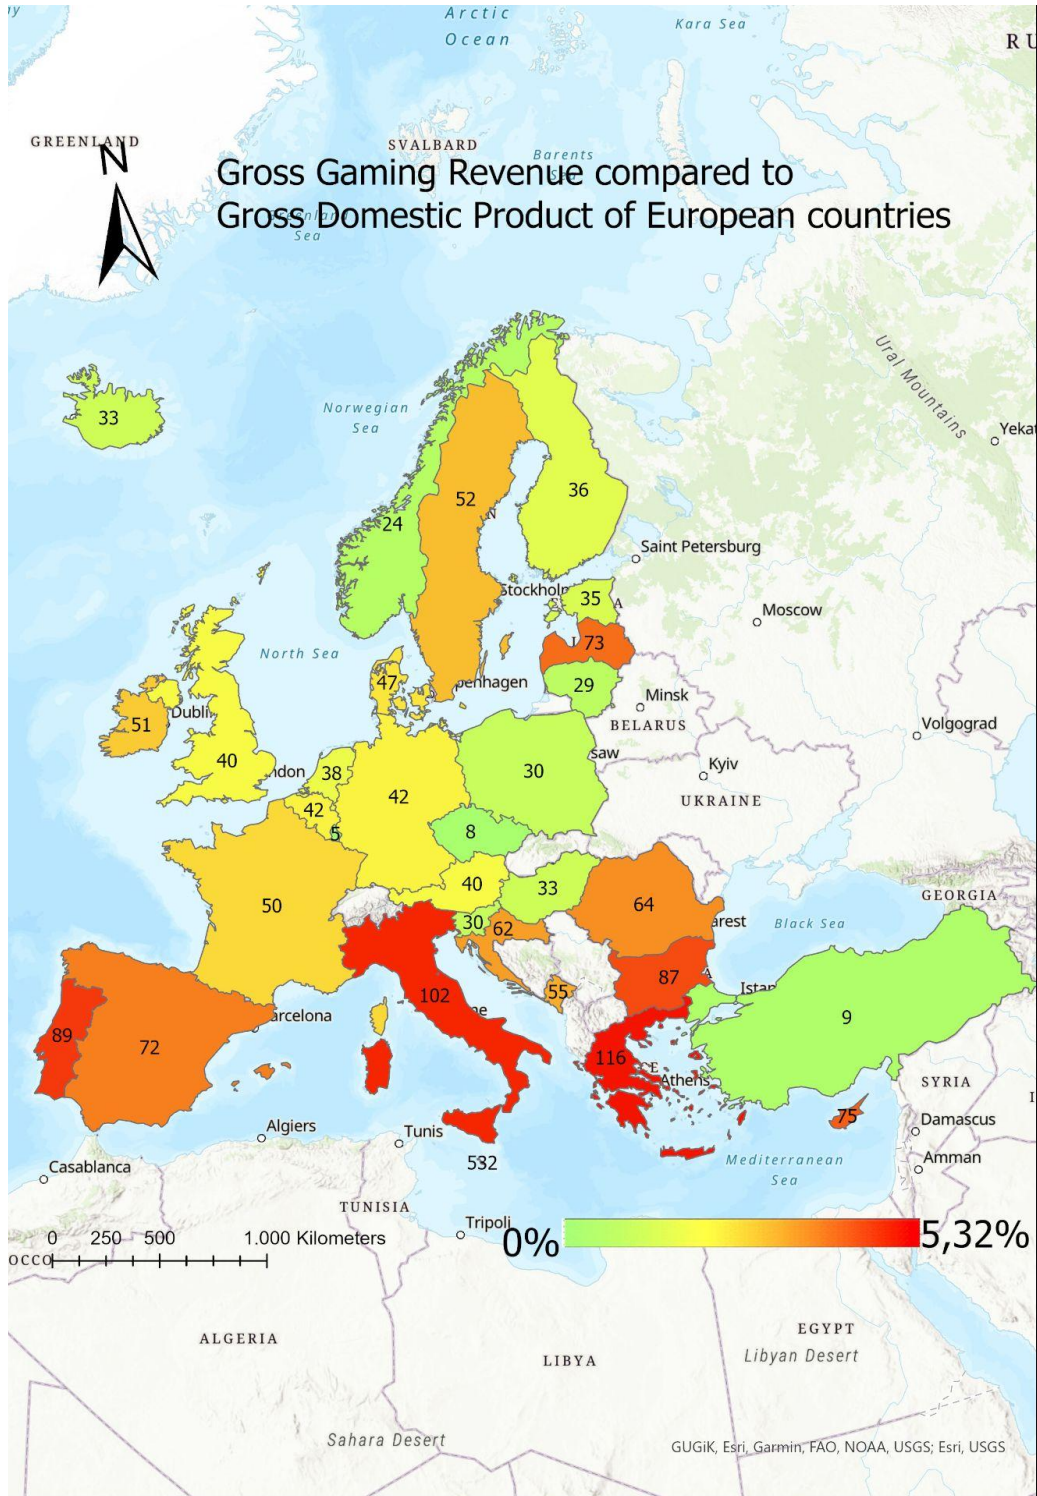 Arctic
Ocean
Kara Sea
GREENLAND
SVALBARD
Barents
N
Gross Gaming Revenue compared to
Gross Domestic Product of European countries
Sea
Ural Mountains
33
Norwegian
Sea
52
36
24
N
Saint Petersburg
35
A
Moscow
73
North Sea
47
29
Minsk
BELARUS
Volgograd
51
40
38
30
Kyiv
UKRAINE
42
42
5
8
40
33
50
30
62
64
GEORGIA
Black Sea
87
A
55
102
9
89
72
116
Athens
75
SYRIA
Algiers
Tunis
Damascus
Casablanca
532
Mediterranean
Sea
Amman
TUNISIA
Tripoli
0 250 500 1.000 Kilometers
0% 5,32%
ALGERIA
LIBYA
EGYPT
Libyan Desert
Sahara Desert
GUGiK, Esri, Garmin, FAO, NOAA, USGS; Esri, USGS